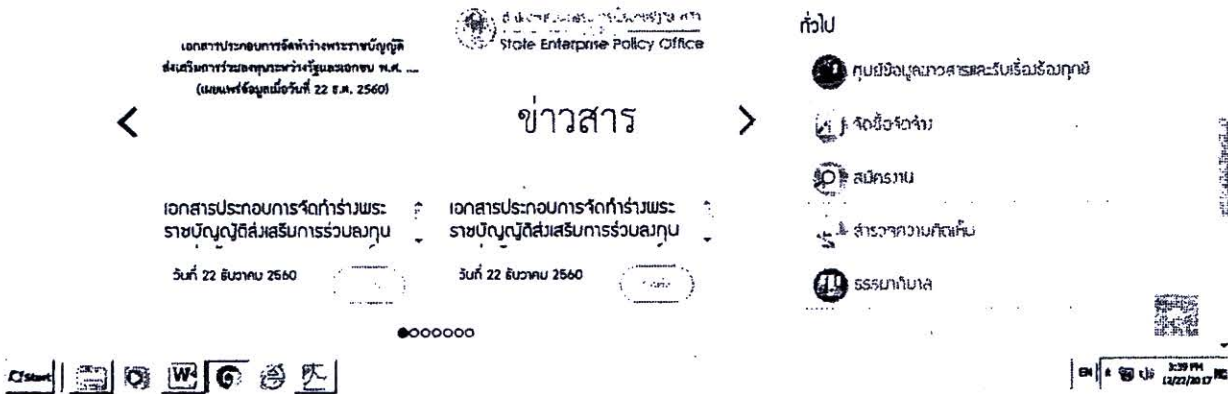 เอกสารประกอบการจัดทำร่างพระราชบัญญัติ
ส่งเสริมการร่วมลงทุนระหว่างรัฐและเอกชน พ.ศ. ....
(เผยแพร่ข้อมูลเมื่อวันที่ 22 ธ.ค. 2560)
State Enterprise Policy Office
ข่าวสาร
เอกสารประกอบการจัดทำร่างพระ
ราชบัญญัติส่งเสริมการร่วมลงทุน
วันที่ 22 ธันวาคม 2560
เอกสารประกอบการจัดทำร่างพระ
ราชบัญญัติส่งเสริมการร่วมลงทุน
วันที่ 22 ธันวาคม 2560
ทั่วไป
ศูนย์ข้อมูลข่าวสารและรับเรื่องร้องทุกข์
จัดซื้อจัดจ้าง
สมัครงาน
สำรวจความคิดเห็น
ธรรมาภิบาล
Start
EN
3:39 PM
12/22/2017